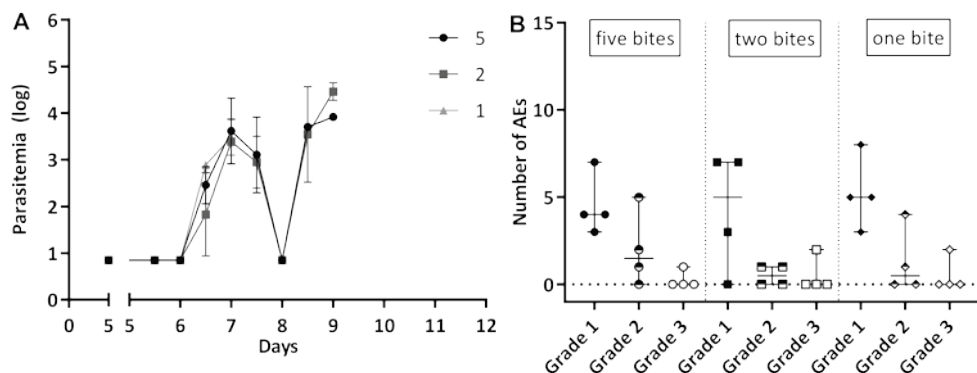 A
Parasitemia (log)
6
5
4
3
2
1
0
0
5
5
6
7
8
9
10
11
12
Days
5
2
1
B
Number of AEs
15
10
5
0
five bites
two bites
one bite
Grade 1
Grade 2
Grade 3
Grade 1
Grade 2
Grade 3
Grade 1
Grade 2
Grade 3